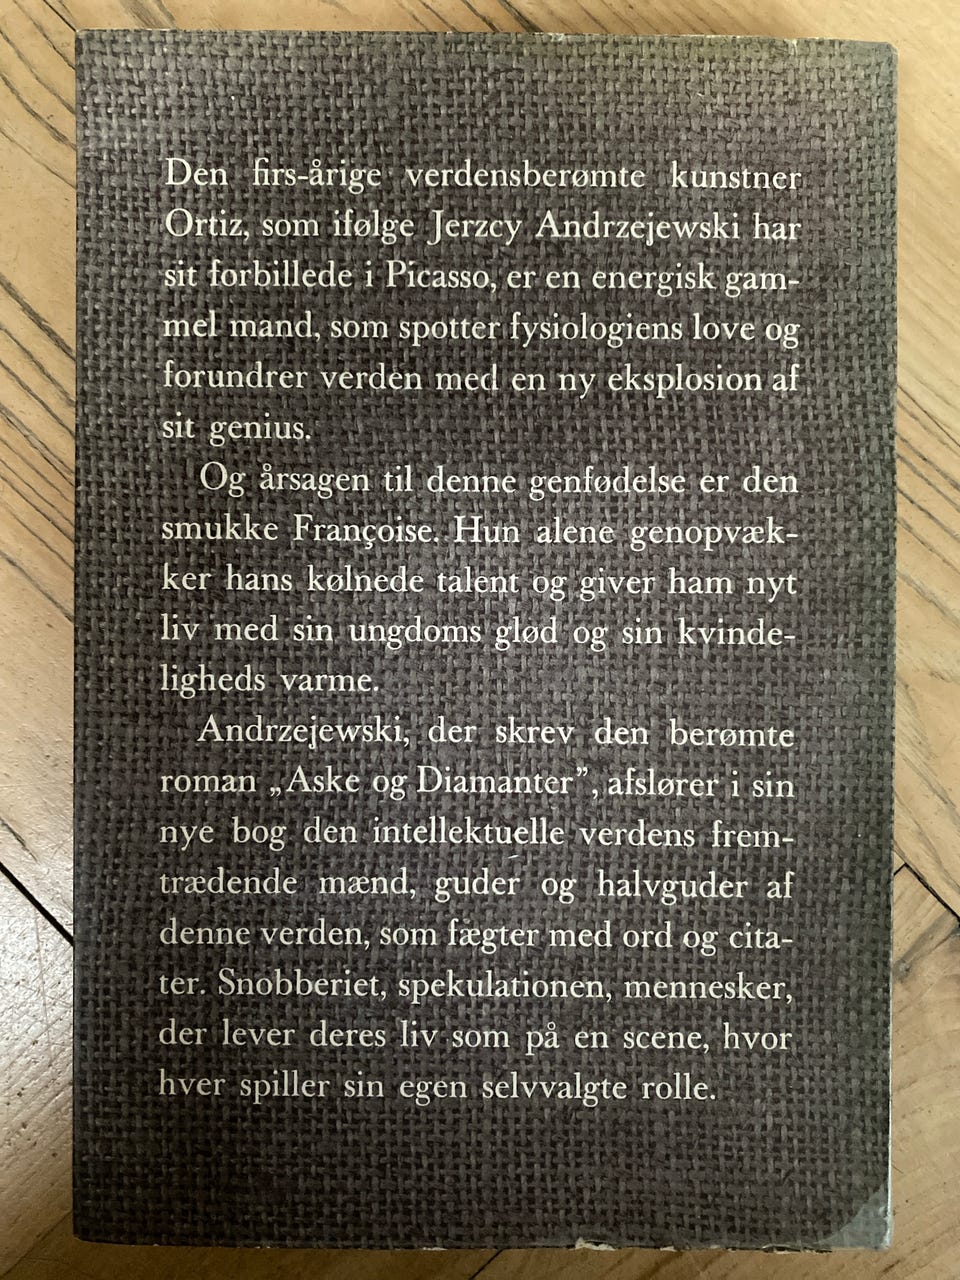 Den firs-årige verdensberømte kunstner
Ortiz, som ifølge Jerzcy Andrzejewski har
sit forbillede i Picasso, er en energisk gam-
mel mand, som spotter fysiologiens love og
forundrer verden med en ny eksplosion af
sit genius.
Og årsagen til denne genfødelse er den
smukke Françoise. Hun alene genopvæk-
ker hans kølnede talent og giver ham nyt
liv med sin ungdoms glød og sin kvinde-
ligheds varme.
Andrzejewski, der skrev den berømte
roman „Aske og Diamanter”, afslører i sin
nye bog den intellektuelle verdens frem-
trædende mænd, guder og halvguder af
denne verden, som fægter med ord og cita-
ter. Snobberiet, spekulationen, mennesker,
der lever deres liv som på en scene, hvor
hver spiller sin egen selvvalgte rolle.